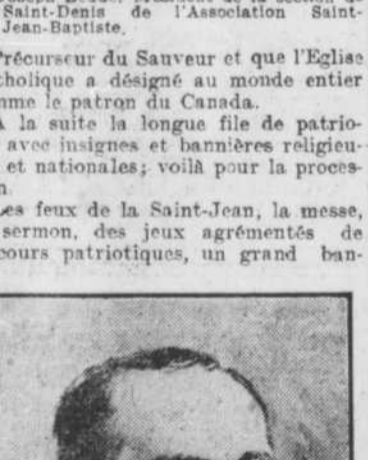 Saint-Denis de l'Association Saint-
Jean-Baptiste.
Précurseur du Sauveur et que l'Eglise
tholique a désigné au monde entier
mme le patron du Canada.
A la suite la longue file de patrio-
avec insignes et bannières religieu-
et nationales; voilà pour la proces-
n.
Les feux de la Saint-Jean, la messe,
sermon, des jeux agrémentés de
cours patriotiques, un grand ban-